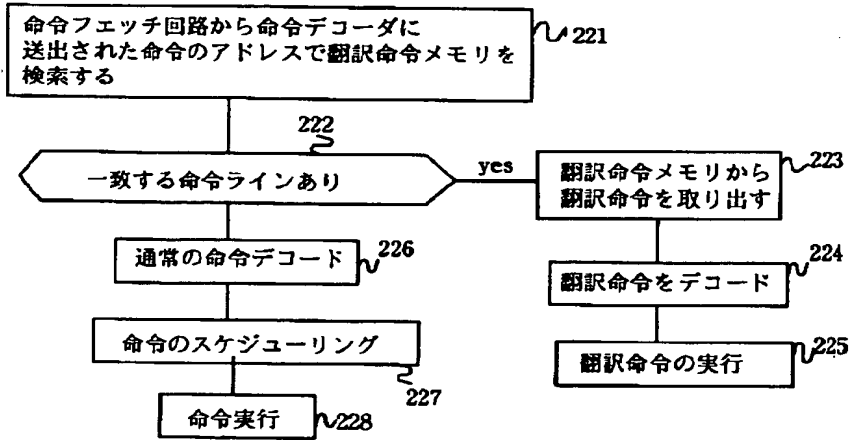 命令フェッチ回路から命令デコーダに
送出された命令のアドレスで翻訳命令メモリを
検索する
221
222
一致する命令ラインあり
yes
翻訳命令メモリから
翻訳命令を取り出す
223
通常の命令デコード
226
翻訳命令をデコード
224
命令のスケジューリング
227
翻訳命令の実行
225
命令実行
228